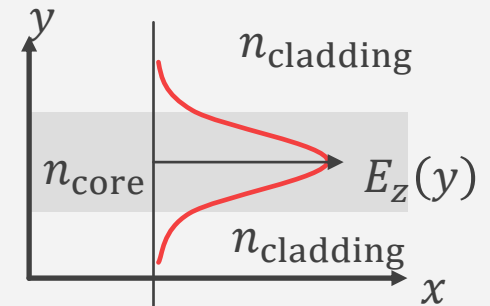 y
n_cladding
n_core
E_z(y)
n_cladding
x